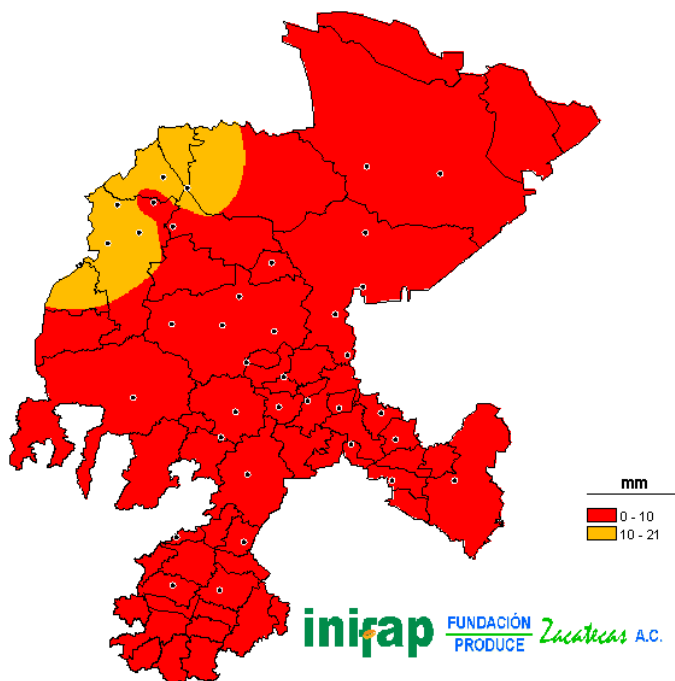 mm
0 - 10
10 - 21
inifap
FUNDACIÓN
PRODUCE
Zacatecas A.C.